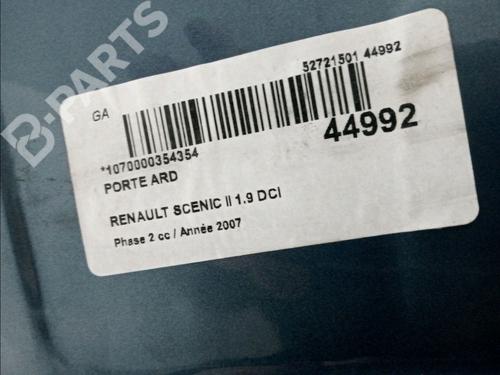 B-PARTS
GA
52721501 44992
*1070000354354
44992
PORTE ARD
RENAULT SCENIC II 1.9 DCI
Phase 2 cc / Année 2007